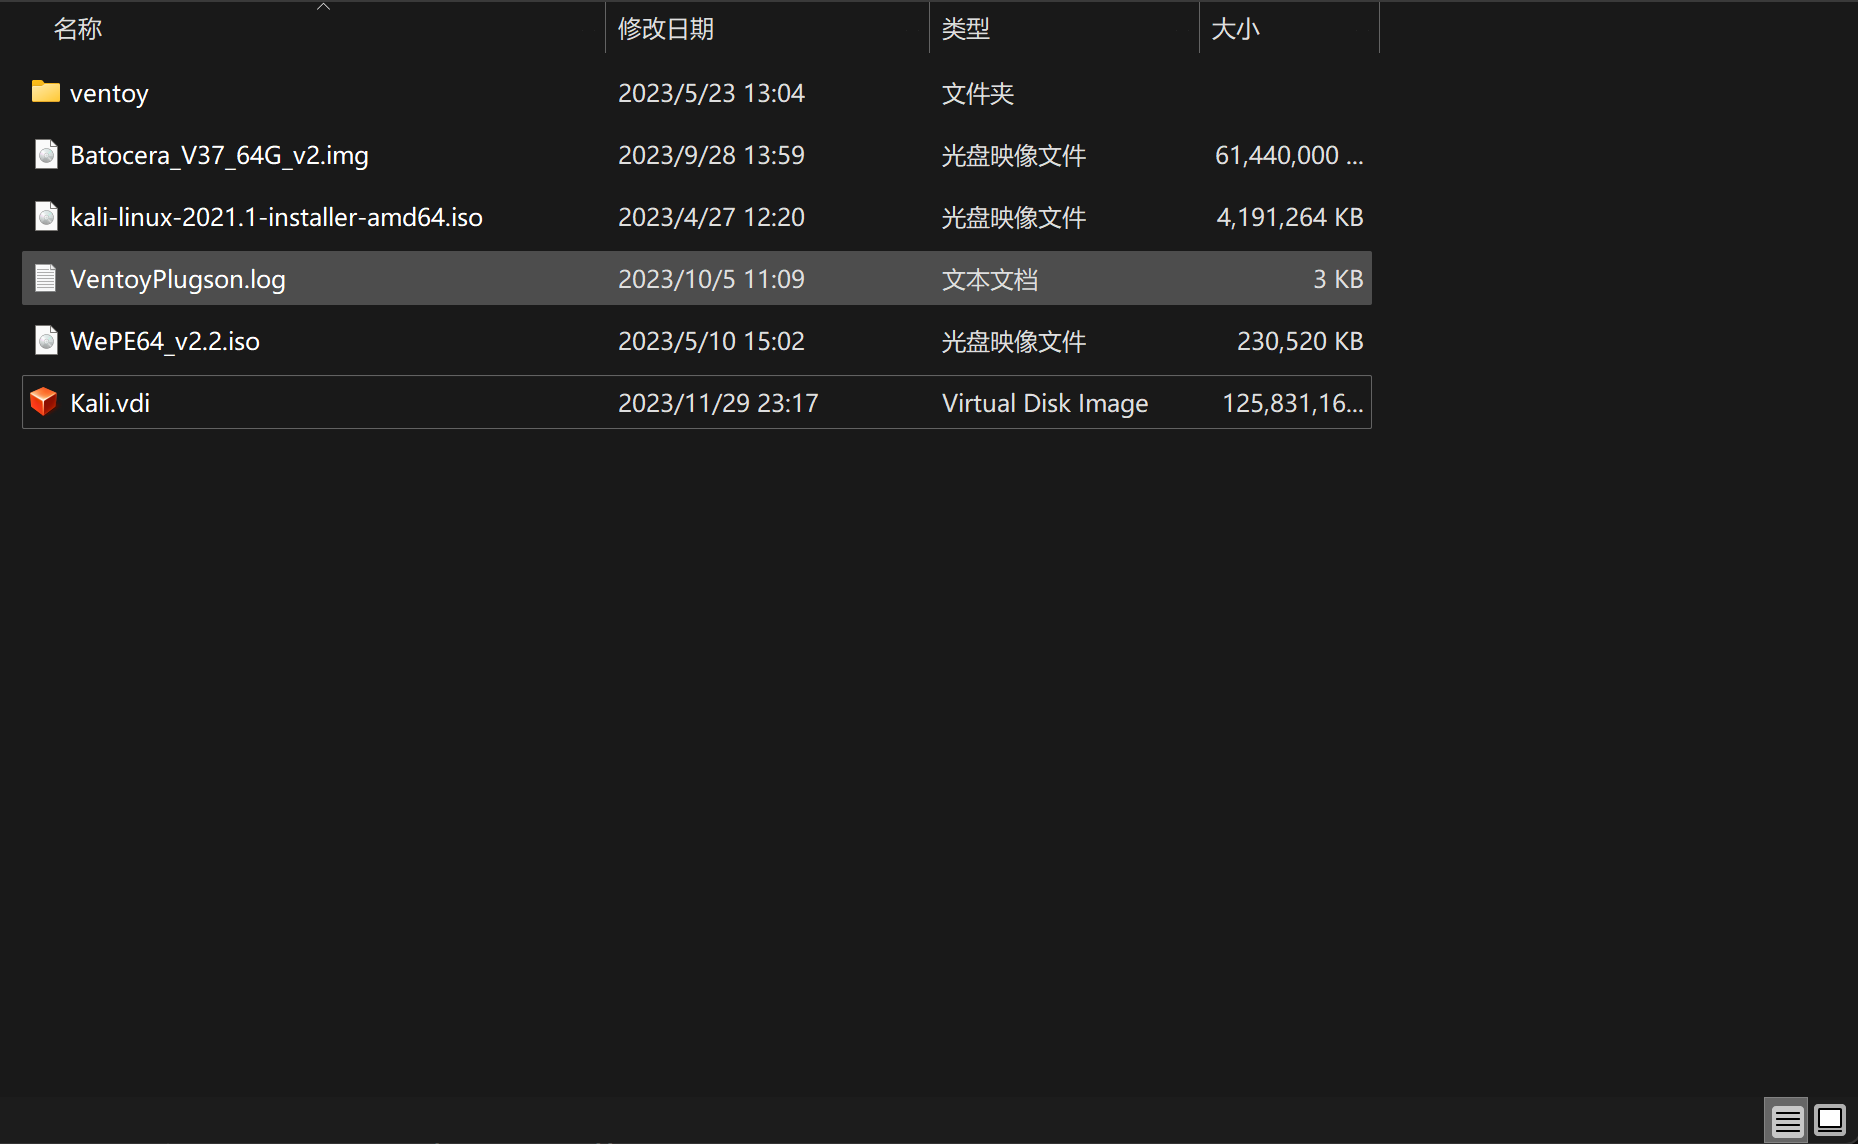 名称 修改日期 类型 大小
ventoy 2023/5/23 13:04 文件夹
Batocera_V37_64G_v2.img 2023/9/28 13:59 光盘映像文件 61,440,000 ...
kali-linux-2021.1-installer-amd64.iso 2023/4/27 12:20 光盘映像文件 4,191,264 KB
VentoyPlugson.log 2023/10/5 11:09 文本文档 3 KB
WePE64_v2.2.iso 2023/5/10 15:02 光盘映像文件 230,520 KB
Kali.vdi 2023/11/29 23:17 Virtual Disk Image 125,831,16...